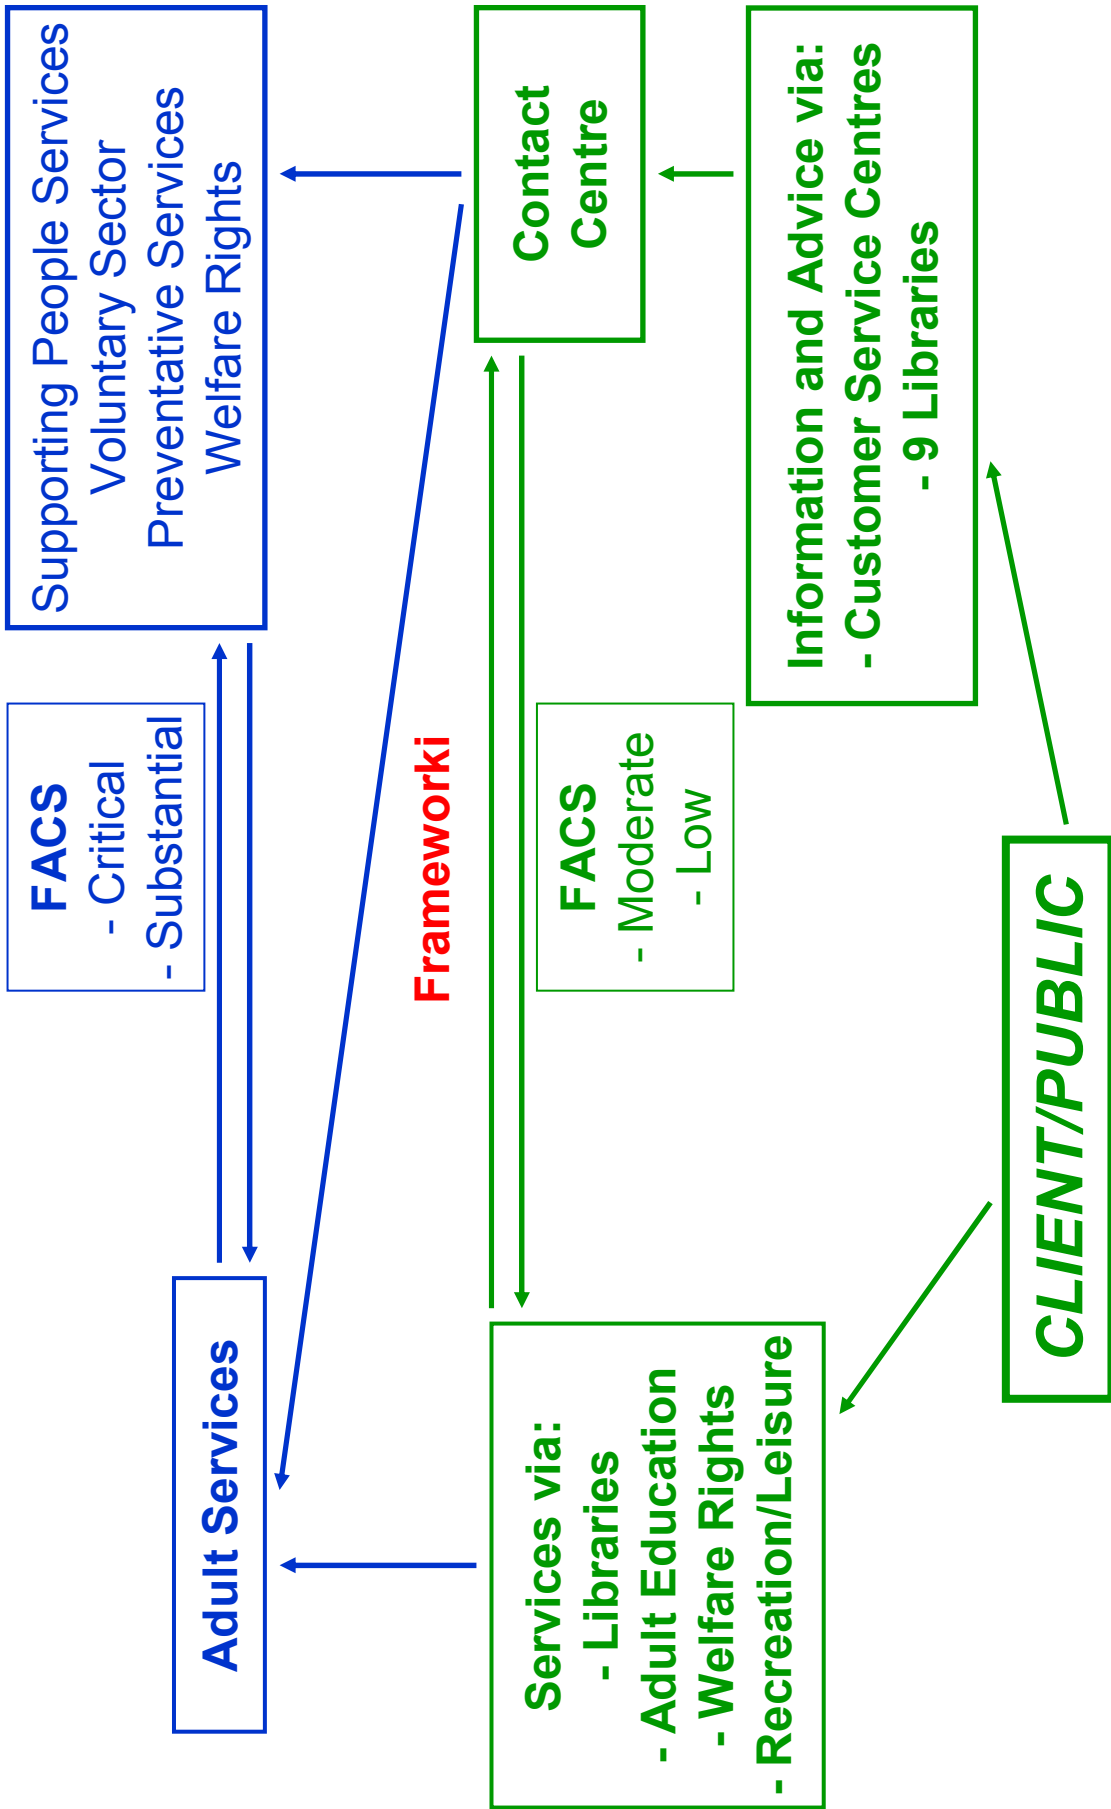 Adult Services
FACS
- Critical
- Substantial
Supporting People Services
Voluntary Sector
Preventative Services
Welfare Rights
Frameworki
Services via:
- Libraries
- Adult Education
- Welfare Rights
- Recreation/Leisure
FACS
- Moderate
- Low
Contact
Centre
Information and Advice via:
- Customer Service Centres
- 9 Libraries
CLIENT/PUBLIC